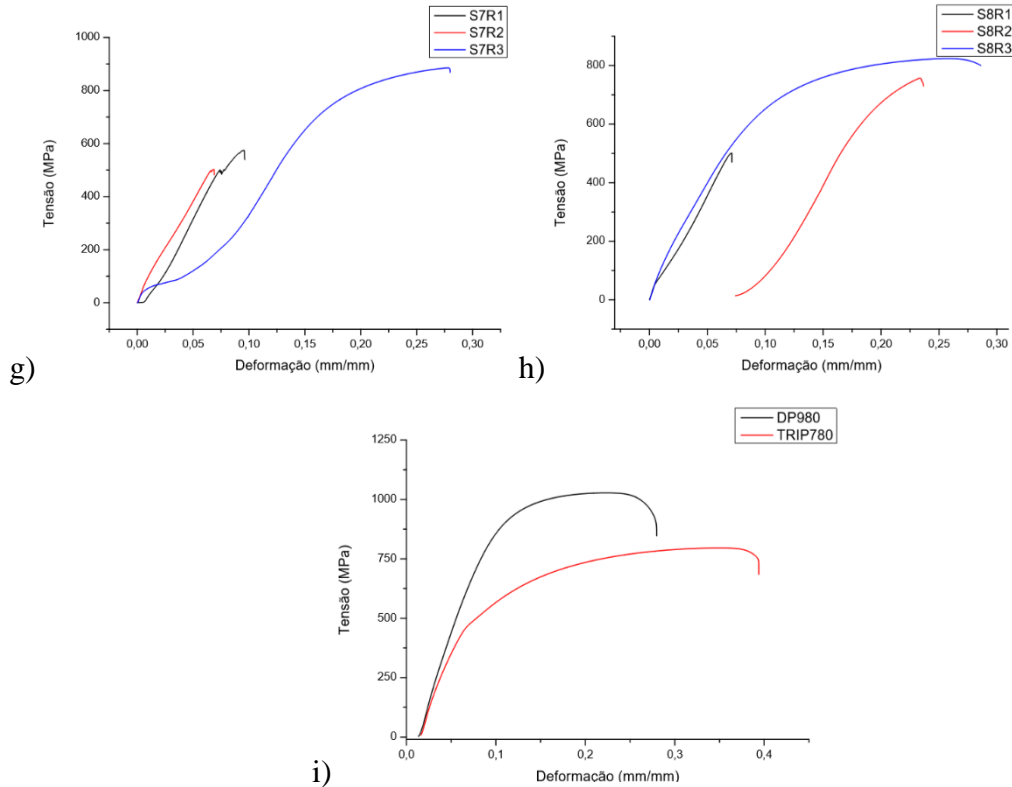 S7R1
S7R2
S7R3
1000
800
600
400
200
0
Tensão (MPa)
0,00 0,05 0,10 0,15 0,20 0,25 0,30
Deformação (mm/mm)
g)
S8R1
S8R2
S8R3
800
600
400
200
0
Tensão (MPa)
0,00 0,05 0,10 0,15 0,20 0,25 0,30
Deformação (mm/mm)
h)
DP980
TRIP780
1250
1000
750
500
250
0
Tensão (MPa)
0,0 0,1 0,2 0,3 0,4
Deformação (mm/mm)
i)